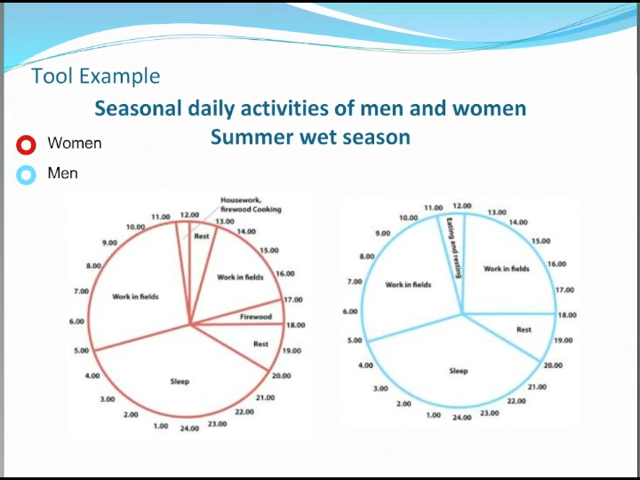 Tool Example
Seasonal daily activities of men and women
Summer wet season
Women
Men
Housework,
firewood Cooking
11.00
12.00
13.00
10.00
Rest
14.00
9.00
15.00
8.00
Work in fields
16.00
7.00
Work in fields
17.00
6.00
Firewood
18.00
5.00
Rest
19.00
4.00
Sleep
20.00
3.00
21.00
2.00
22.00
1.00
24.00
23.00
11.00
12.00
13.00
10.00
Eating and resting
14.00
9.00
15.00
8.00
Work in fields
16.00
7.00
Work in fields
17.00
6.00
18.00
5.00
Rest
19.00
4.00
Sleep
20.00
3.00
21.00
2.00
22.00
1.00
24.00
23.00